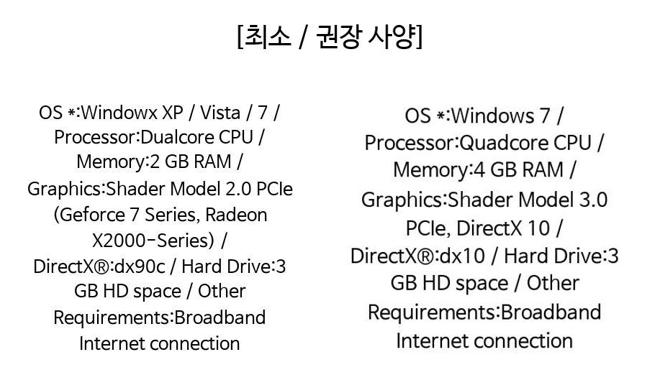 [최소 / 권장 사양]
OS *:Windowx XP / Vista / 7 /
Processor:Dualcore CPU /
Memory:2 GB RAM /
Graphics:Shader Model 2.0 PCIe
(Geforce 7 Series, Radeon
X2000-Series) /
DirectX®:dx90c / Hard Drive:3
GB HD space / Other
Requirements:Broadband
Internet connection
OS *:Windows 7 /
Processor:Quadcore CPU /
Memory:4 GB RAM /
Graphics:Shader Model 3.0
PCIe, DirectX 10 /
DirectX®:dx10 / Hard Drive:3
GB HD space / Other
Requirements:Broadband
Internet connection